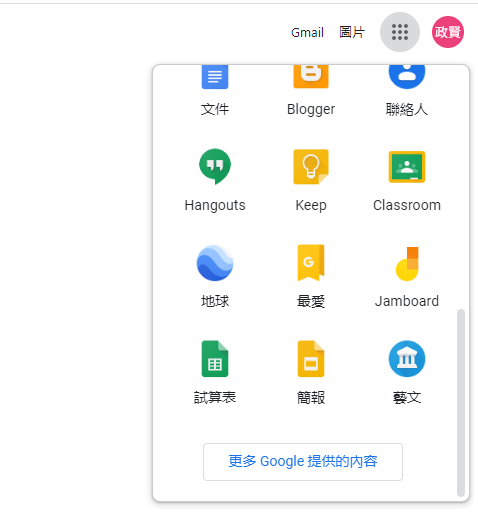 Gmail 圖片 政賢
文件 Blogger 聯絡人
Hangouts Keep Classroom
地球 最愛 Jamboard
試算表 簡報 藝文
更多 Google 提供的內容